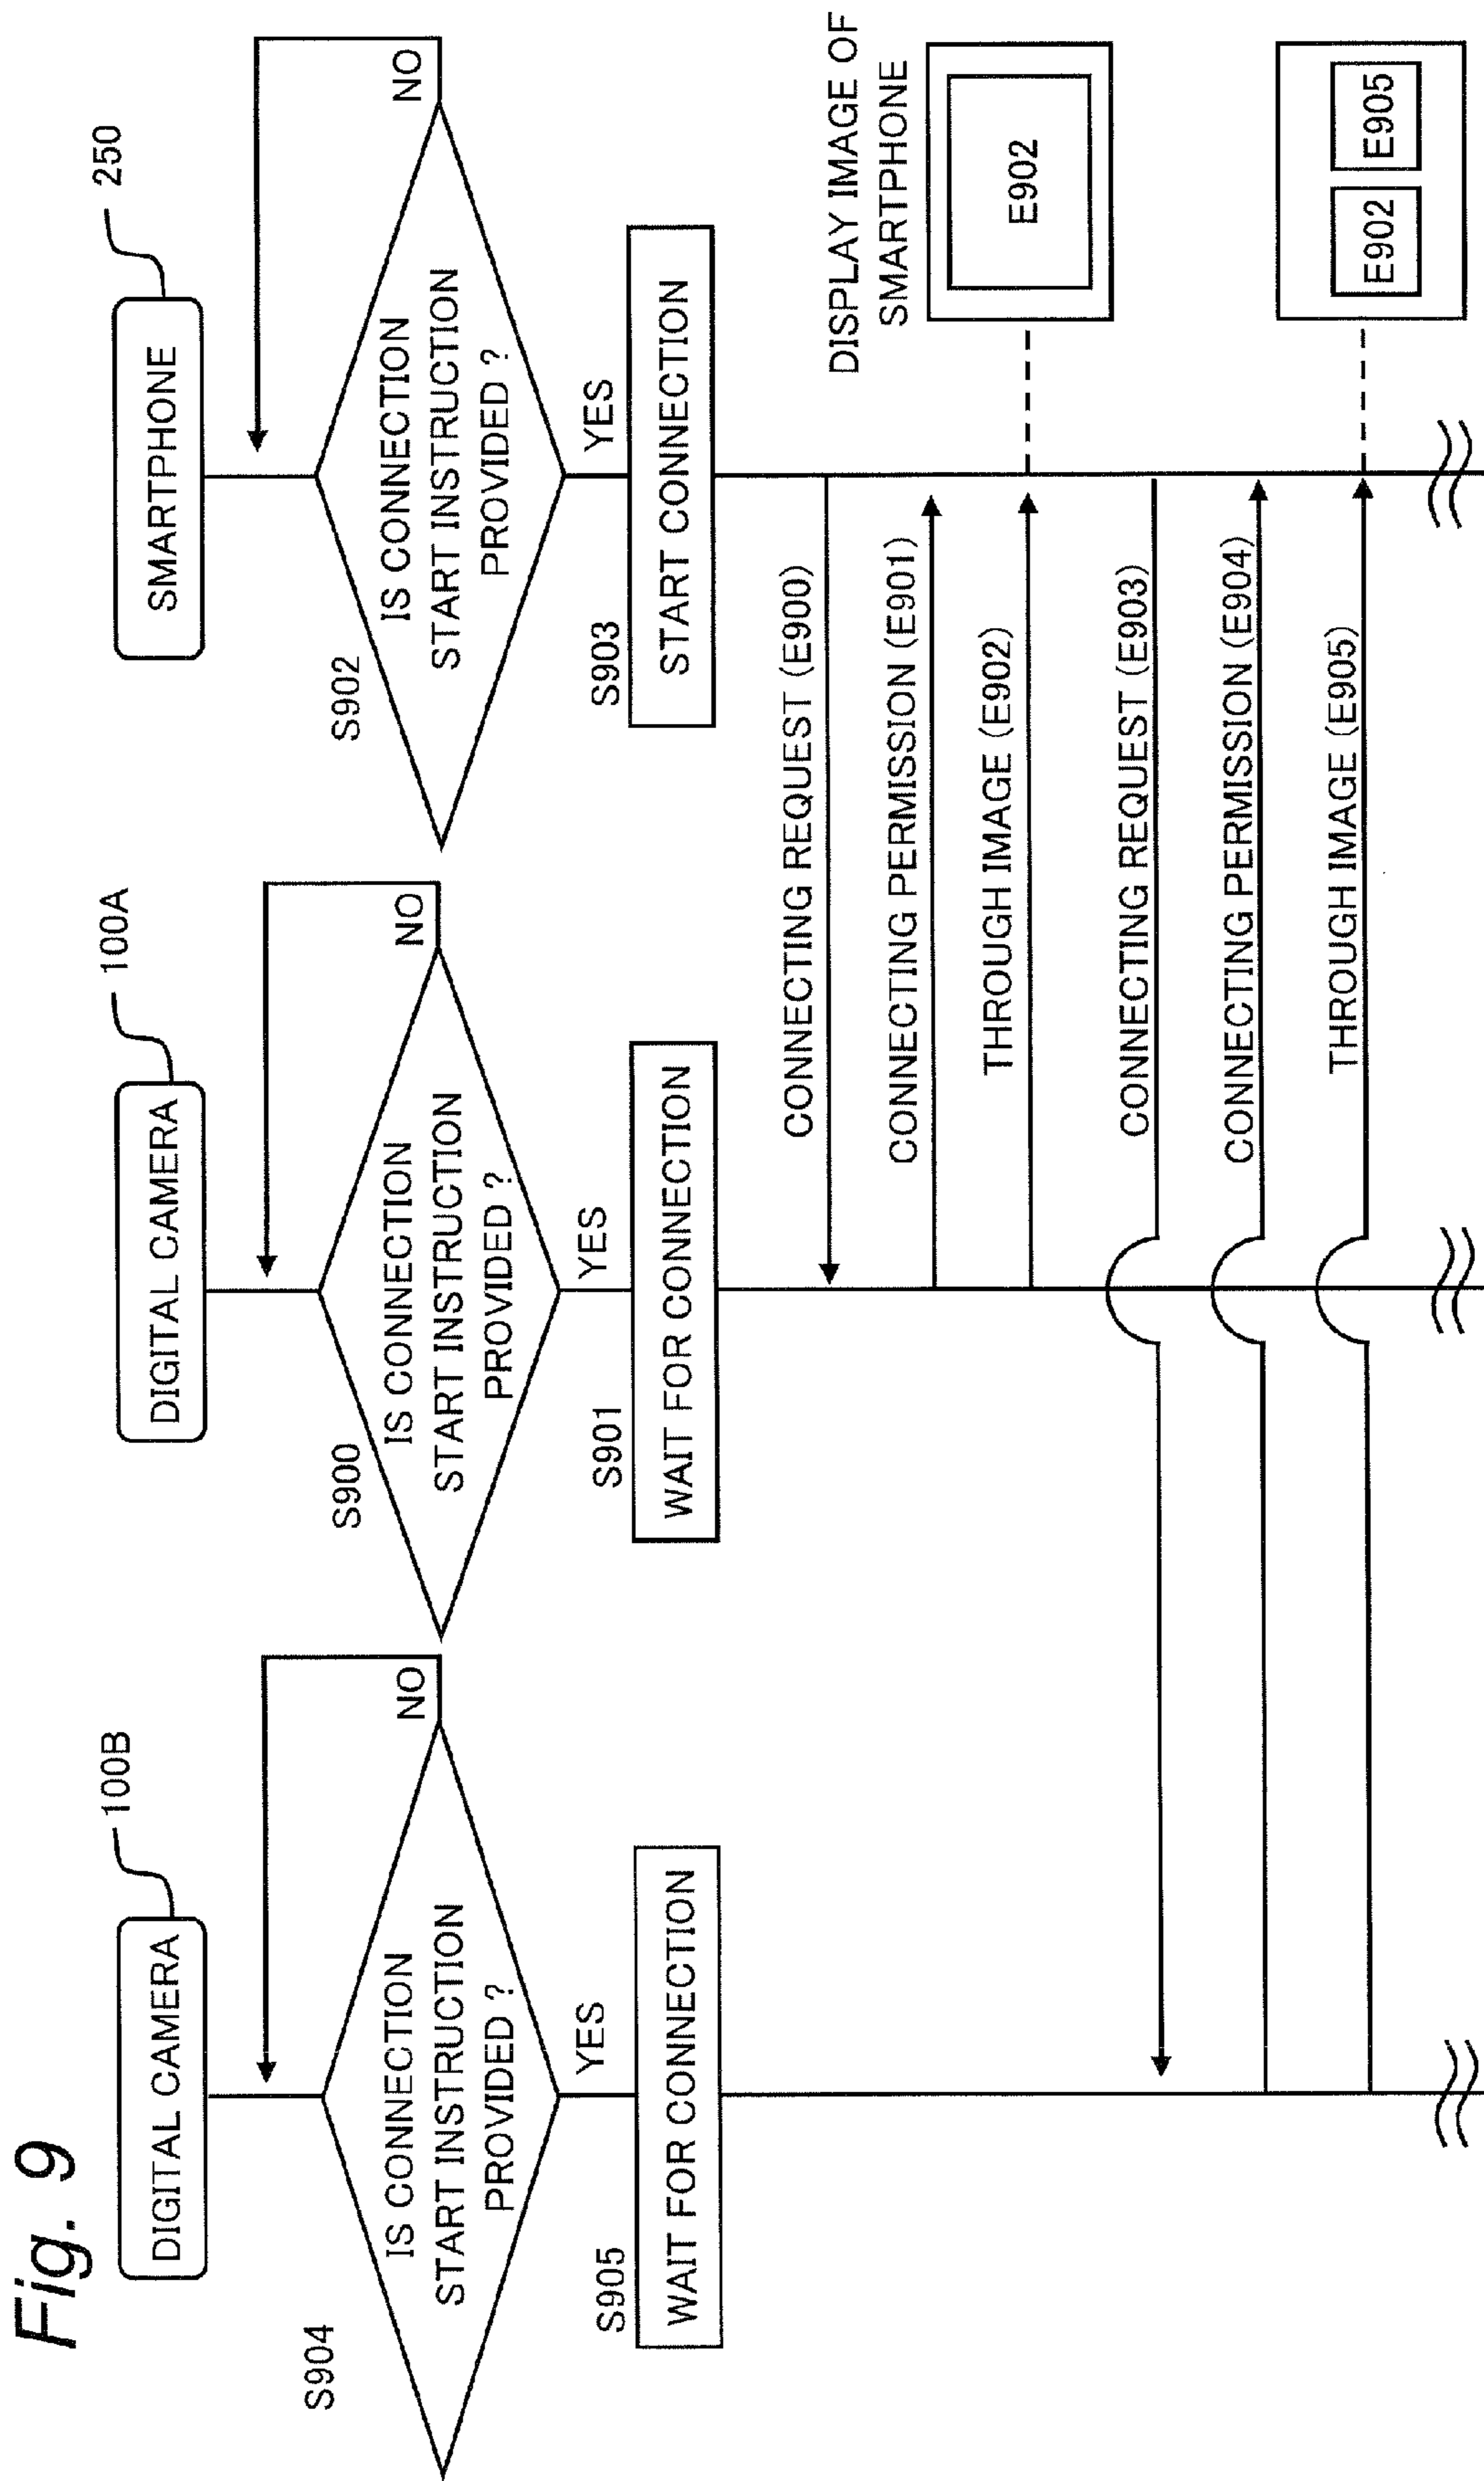 Fig. 9
100B
100A
250
DIGITAL CAMERA
DIGITAL CAMERA
SMARTPHONE
S904
IS CONNECTION
START INSTRUCTION
PROVIDED ?
NO
YES
S900
IS CONNECTION
START INSTRUCTION
PROVIDED ?
NO
YES
S902
IS CONNECTION
START INSTRUCTION
PROVIDED ?
NO
YES
S905
WAIT FOR CONNECTION
S901
WAIT FOR CONNECTION
S903
START CONNECTION
CONNECTING REQUEST (E900)
DISPLAY IMAGE OF
SMARTPHONE
CONNECTING PERMISSION (E901)
THROUGH IMAGE (E902)
E902
CONNECTING REQUEST (E903)
CONNECTING PERMISSION (E904)
THROUGH IMAGE (E905)
E902
E905